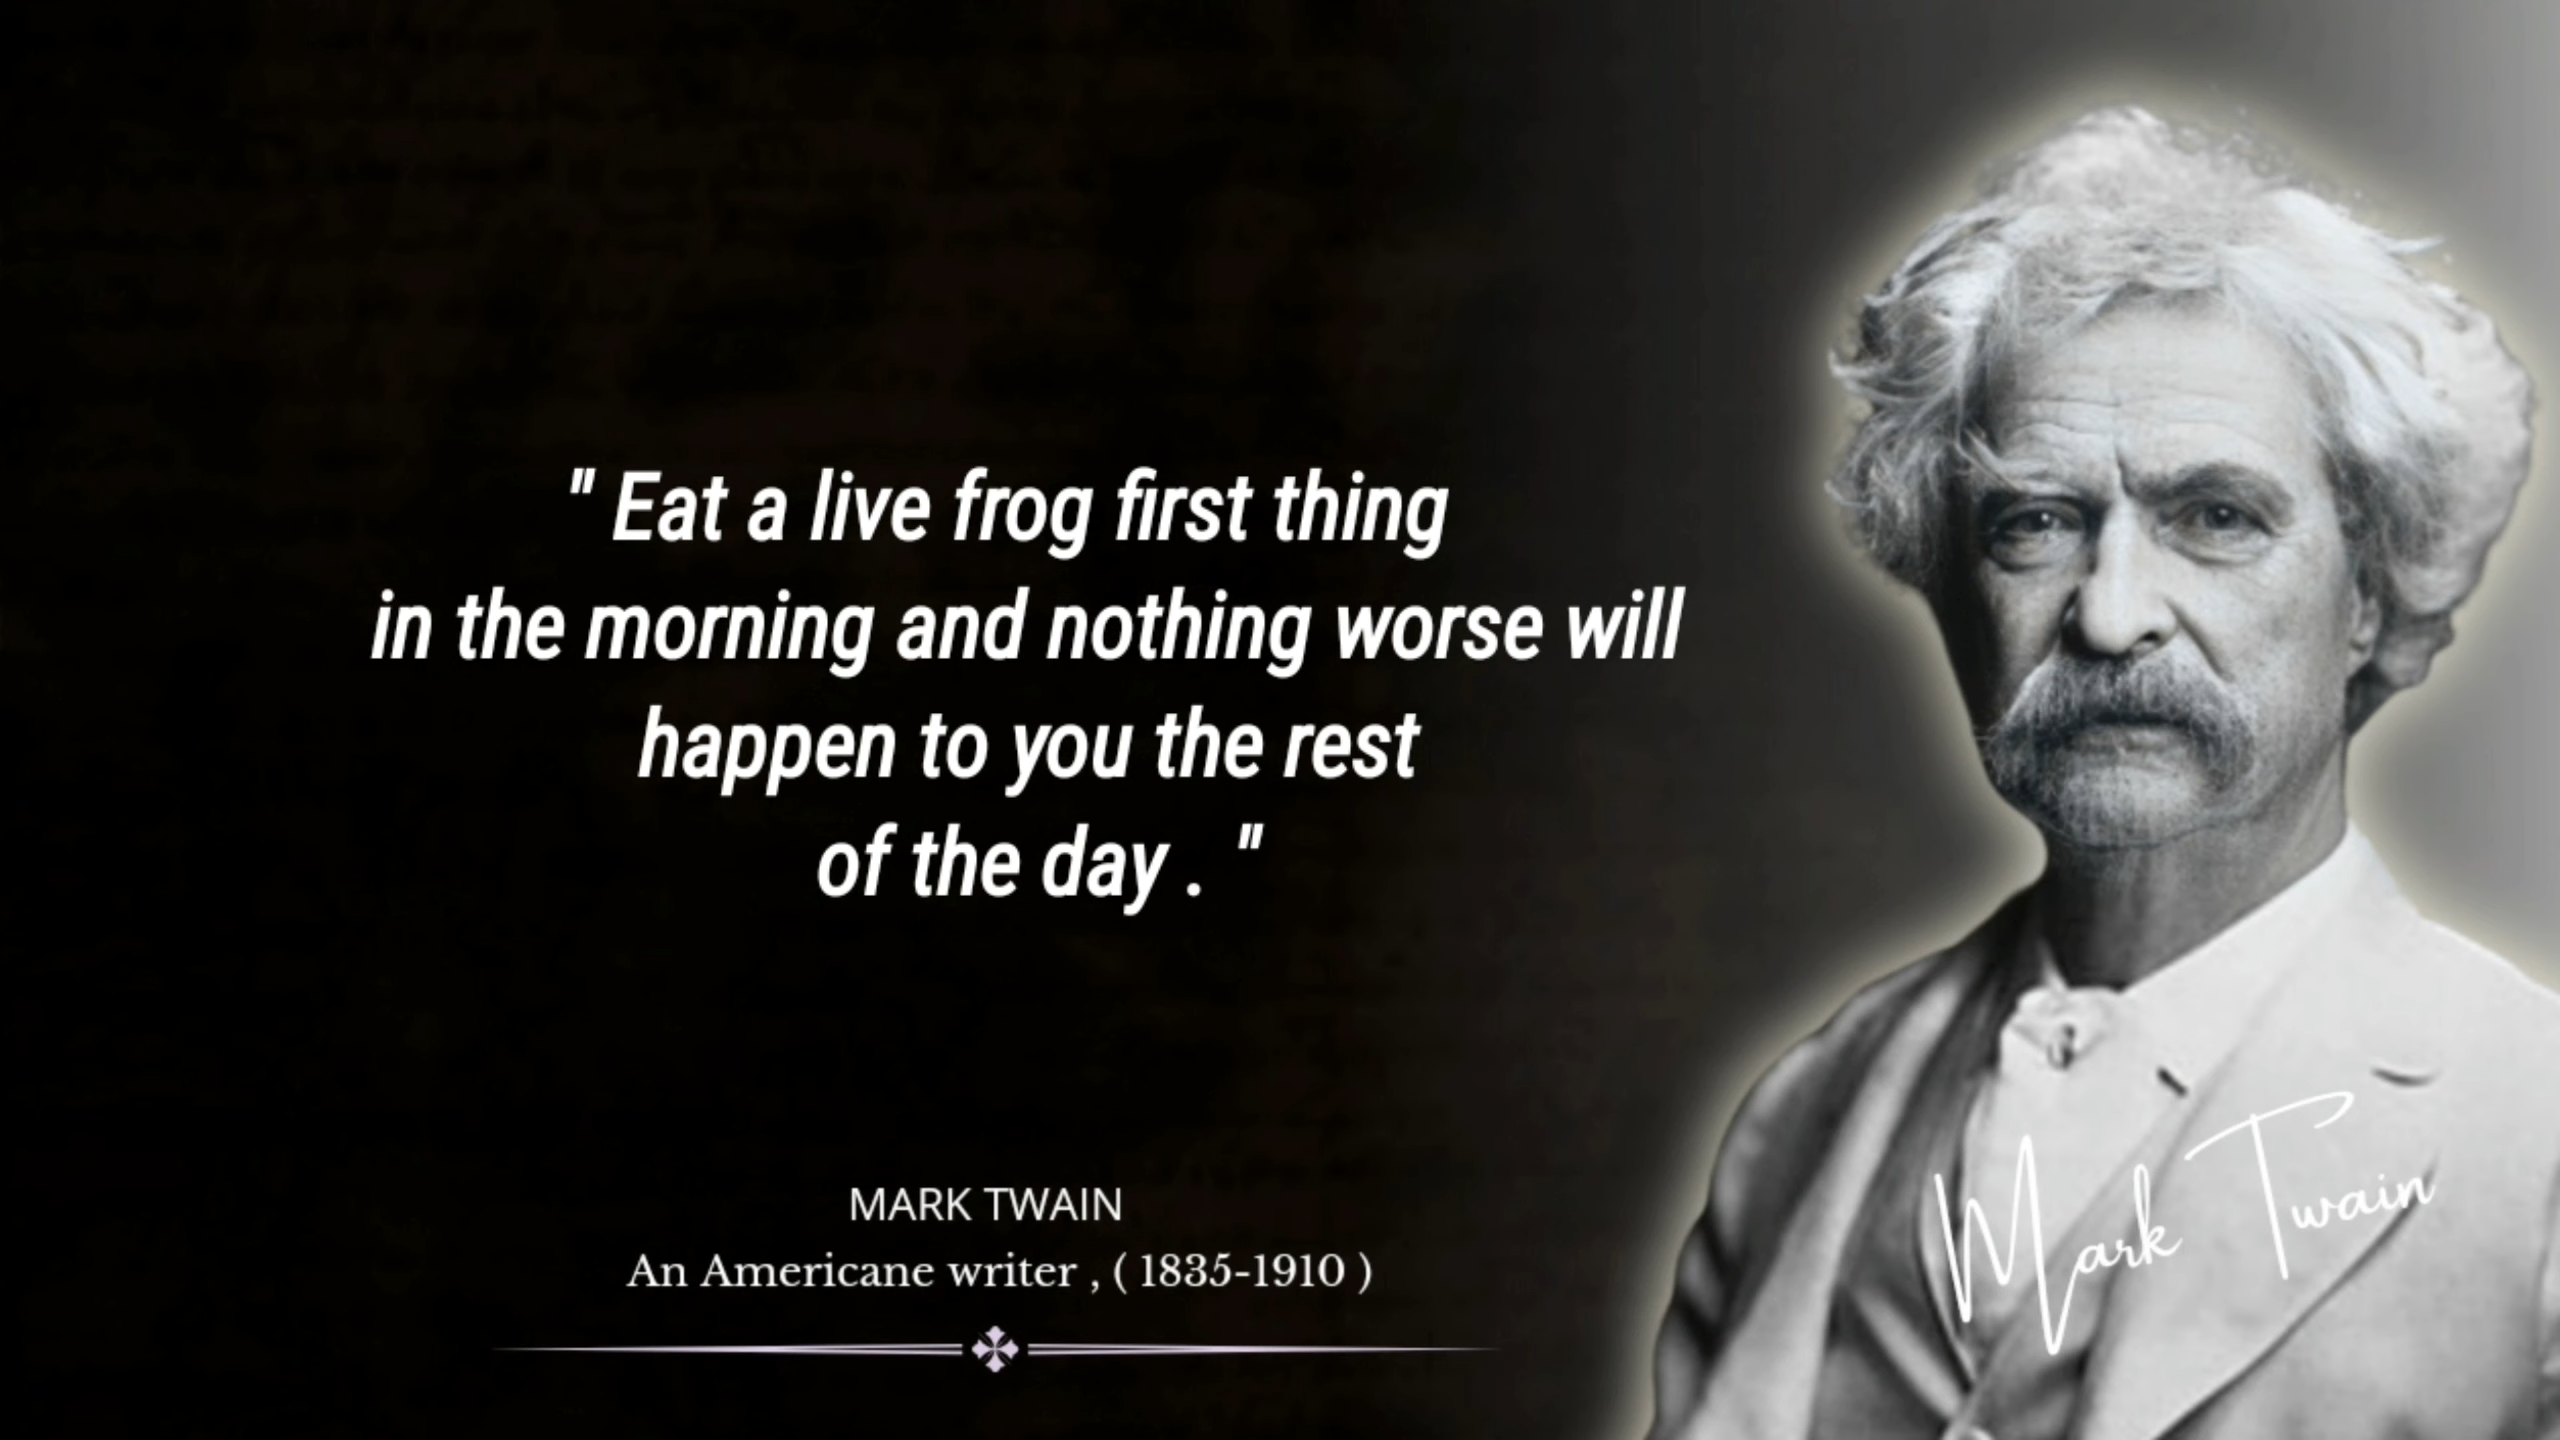 " Eat a live frog first thing
in the morning and nothing worse will
happen to you the rest
of the day . "
MARK TWAIN
An Americane writer , ( 1835-1910 )
Mark Twain